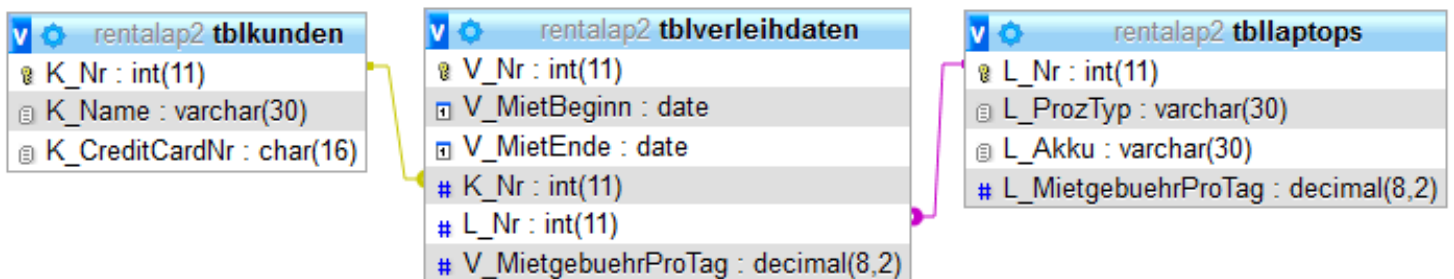 rentalap2 tblkunden
K_Nr : int(11)
K_Name : varchar(30)
K_CreditCardNr : char(16)
rentalap2 tblverleihdaten
V_Nr : int(11)
V_MietBeginn : date
V_MietEnde : date
K_Nr : int(11)
L_Nr : int(11)
V_MietgebuehrProTag : decimal(8,2)
rentalap2 tbllaptops
L_Nr : int(11)
L_ProzTyp : varchar(30)
L_Akku : varchar(30)
L_MietgebuehrProTag : decimal(8,2)